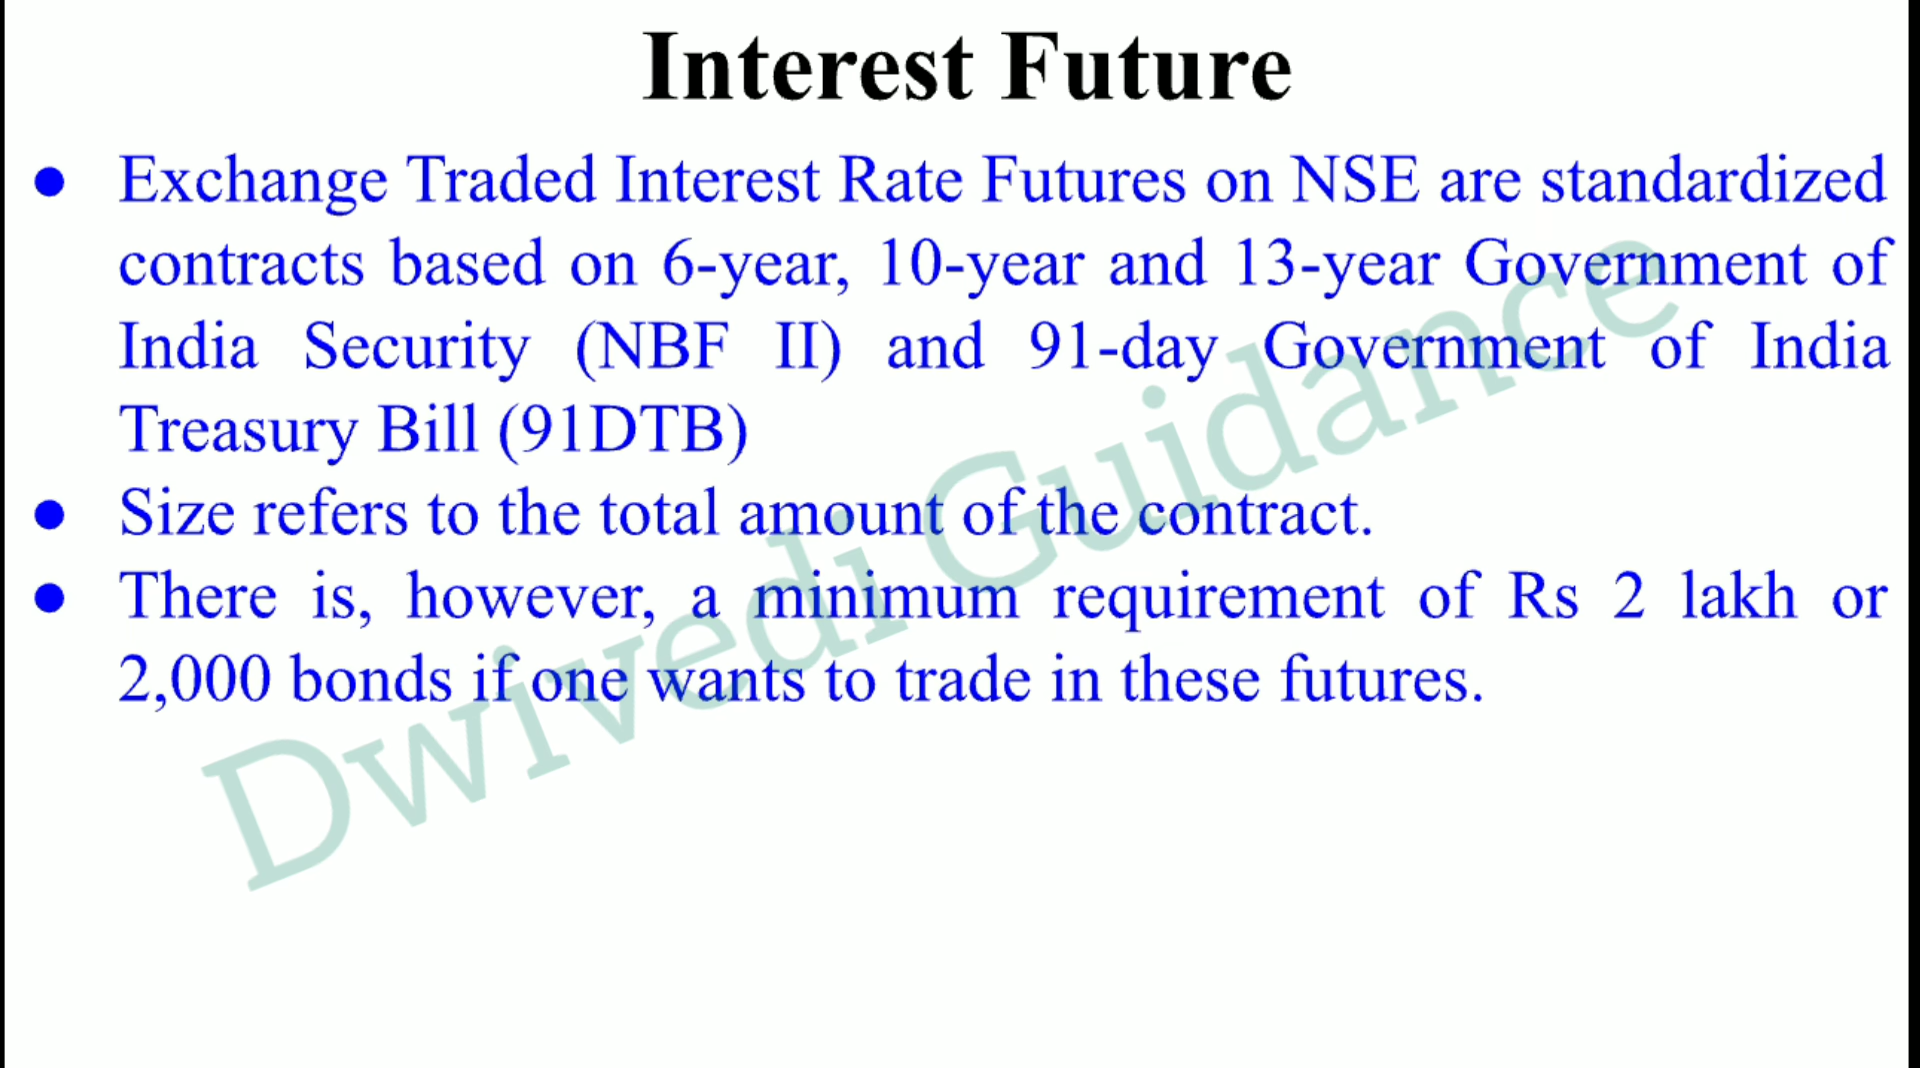 Interest Future
● Exchange Traded Interest Rate Futures on NSE are standardized
contracts based on 6-year, 10-year and 13-year Government of
India Security (NBF II) and 91-day Government of India
Treasury Bill (91DTB)
● Size refers to the total amount of the contract.
● There is, however, a minimum requirement of Rs 2 lakh or
2,000 bonds if one wants to trade in these futures.
Dwivedi Guidance